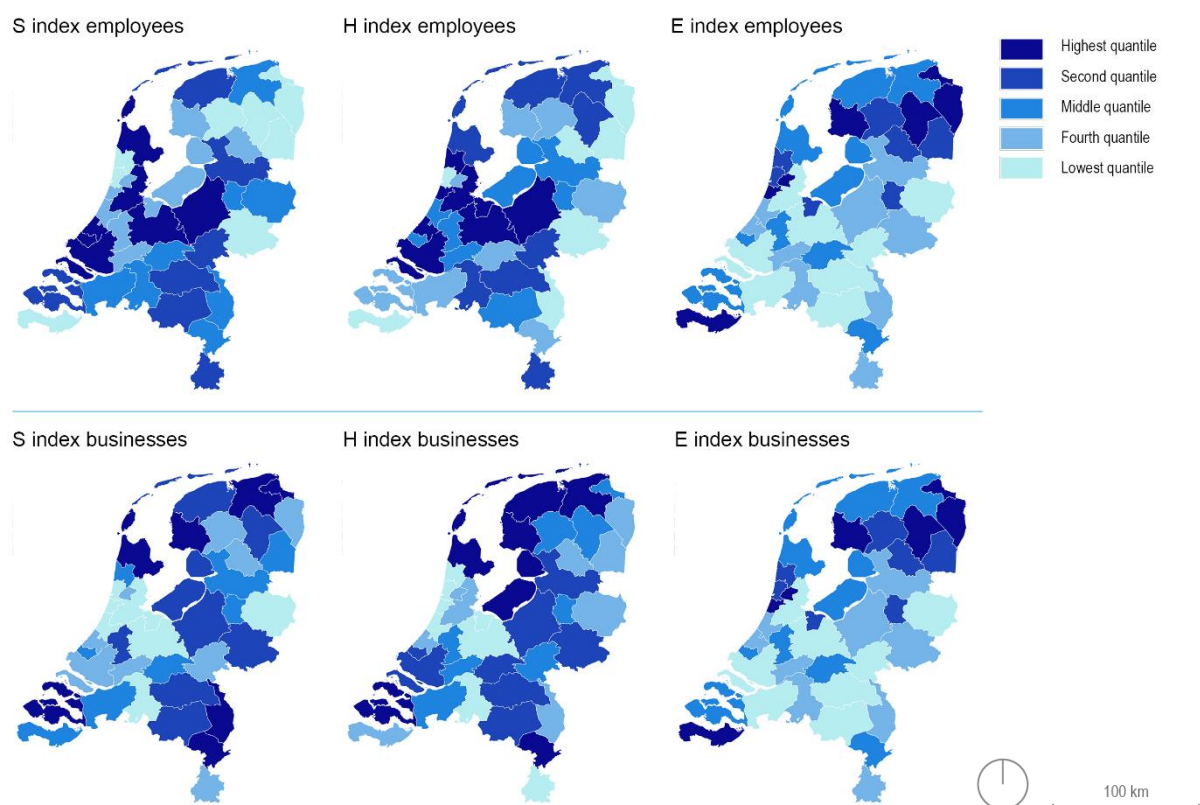 S index employees
H index employees
E index employees
Highest quantile
Second quantile
Middle quantile
Fourth quantile
Lowest quantile
S index businesses
H index businesses
E index businesses
100 km